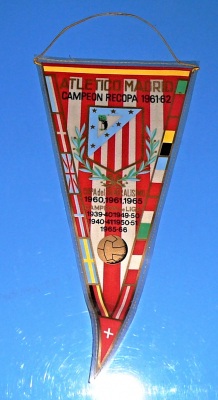 ATLETICO MADRID
CAMPEON RECOPA 1961-62
COPA del GENERALISIMO
1960,1961,1965
CAMPEON de LIGA
1939-40 1949-50
1940-41 1950-51
1965-66